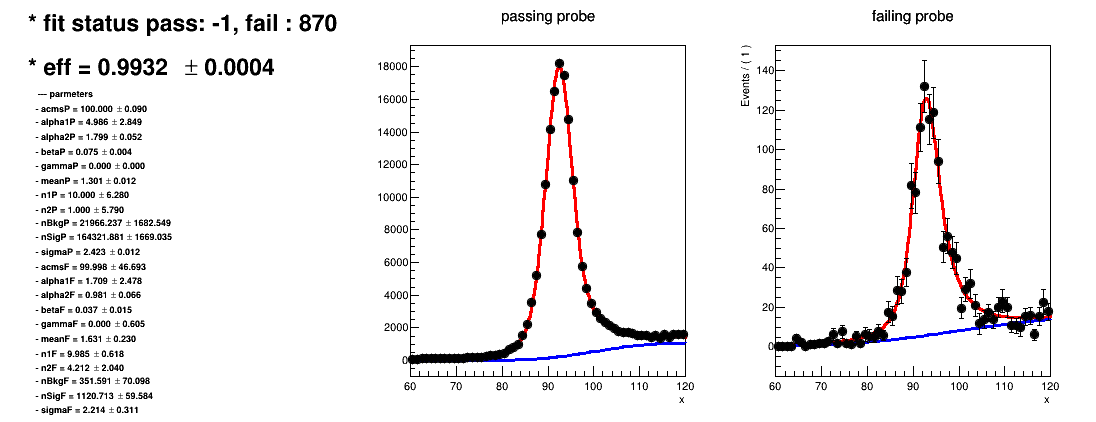 * fit status pass: -1, fail : 870
* eff = 0.9932 ± 0.0004
--- parmeters
- acmsP = 100.000 ± 0.090
- alpha1P = 4.986 ± 2.849
- alpha2P = 1.799 ± 0.052
- betaP = 0.075 ± 0.004
- gammaP = 0.000 ± 0.000
- meanP = 1.301 ± 0.012
- n1P = 10.000 ± 6.280
- n2P = 1.000 ± 5.790
- nBkgP = 21966.237 ± 1682.549
- nSigP = 164321.881 ± 1669.035
- sigmaP = 2.423 ± 0.012
- acmsF = 99.998 ± 46.693
- alpha1F = 1.709 ± 2.478
- alpha2F = 0.981 ± 0.066
- betaF = 0.037 ± 0.015
- gammaF = 0.000 ± 0.605
- meanF = 1.631 ± 0.230
- n1F = 9.985 ± 0.618
- n2F = 4.212 ± 2.040
- nBkgF = 351.591 ± 70.098
- nSigF = 1120.713 ± 59.584
- sigmaF = 2.214 ± 0.311
passing probe
18000
16000
14000
12000
10000
8000
6000
4000
2000
0
60 70 80 90 100 110 120
x
failing probe
Events / ( 1 )
140
120
100
80
60
40
20
0
60 70 80 90 100 110 120
x